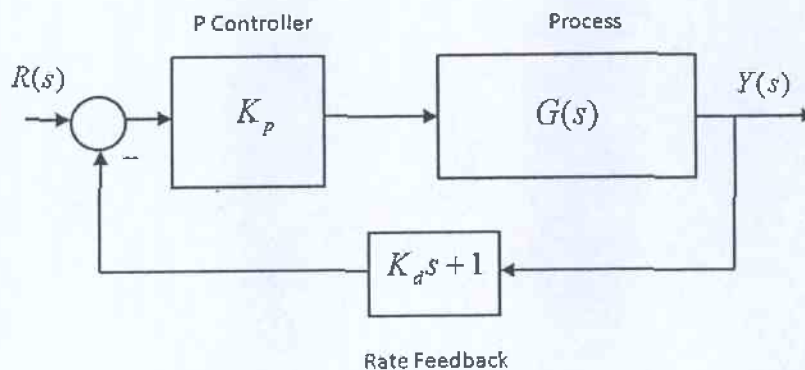 P Controller
Process
R(s)
K_p
G(s)
Y(s)
–
K_d s + 1
Rate Feedback